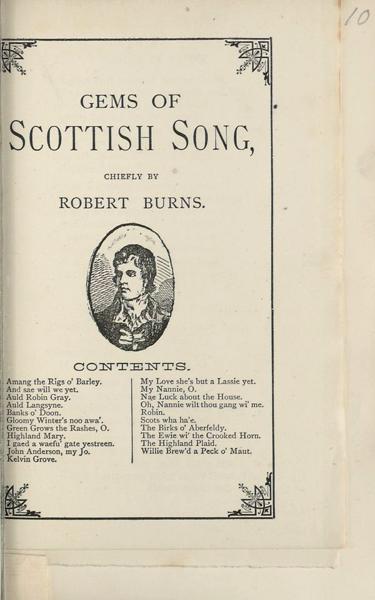 10
GEMS OF
SCOTTISH SONG,
CHIEFLY BY
ROBERT BURNS.
CONTENTS.
Amang the Rigs o' Barley.
And sae will we yet.
Auld Robin Gray.
Auld Langsyne.
Banks o' Doon.
Gloomy Winter's noo awa'.
Green Grows the Rashes, O.
Highland Mary.
I gaed a waefu' gate yestreen.
John Anderson, my Jo.
Kelvin Grove.
My Love she's but a Lassie yet.
My Nannie, O.
Nae Luck about the House.
Oh, Nannie wilt thou gang wi' me.
Robin.
Scots wha ha'e.
The Birks o' Aberfeldy.
The Ewie wi' the Crooked Horn.
The Highland Plaid.
Willie Brew'd a Peck o' Maut.